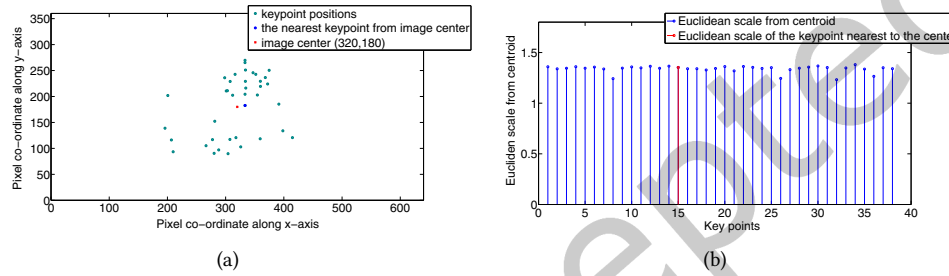 keypoint positions
the nearest keypoint from image center
image center (320,180)
350
300
250
200
150
100
50
0
0 100 200 300 400 500 600
Pixel co−ordinate along y−axis
Pixel co−ordinate along x−axis
(a)
Euclidean scale from centroid
Euclidean scale of the keypoint nearest to the cente
1.5
1
0.5
0
0 5 10 15 20 25 30 35 40
Eucliden scale from centroid
Key points
(b)
epted